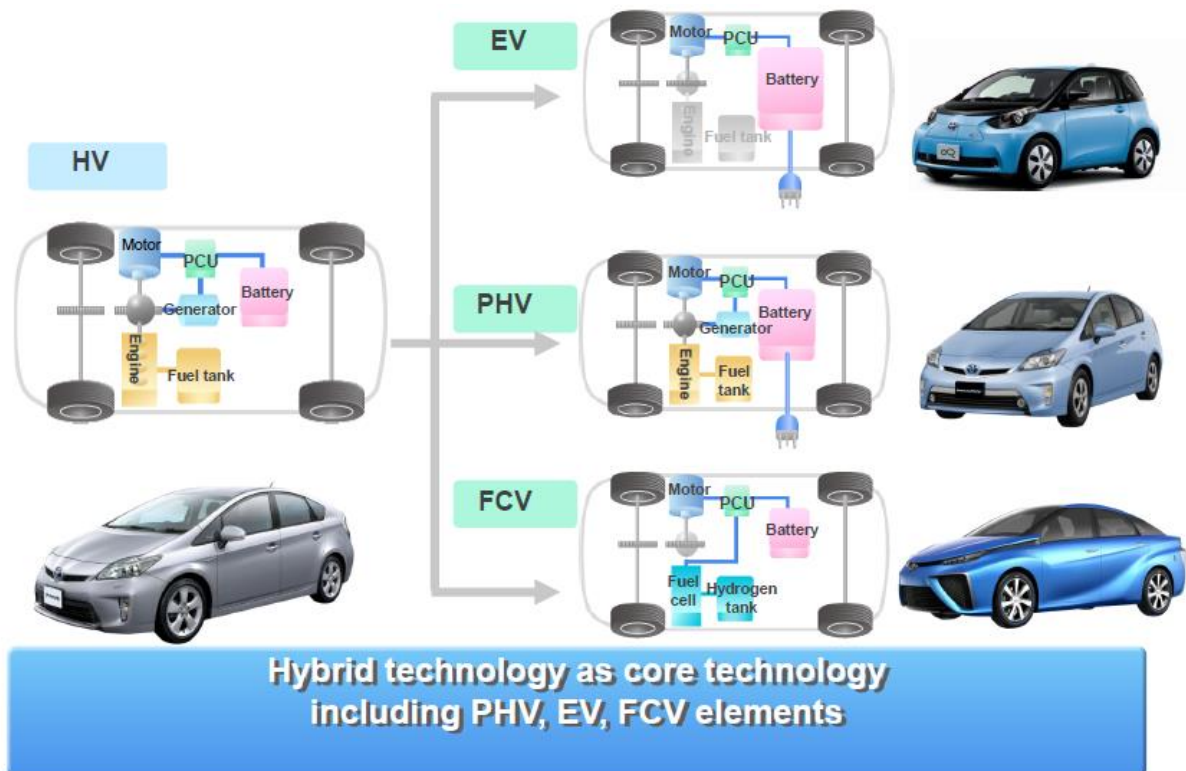 HV
Motor
PCU
Generator
Battery
Engine
Fuel tank
EV
Motor
PCU
Battery
Engine
Fuel tank
PHV
Motor
PCU
Battery
Generator
Engine
Fuel
tank
FCV
Motor
PCU
Battery
Fuel
cell
Hydrogen
tank
Hybrid technology as core technology
including PHV, EV, FCV elements